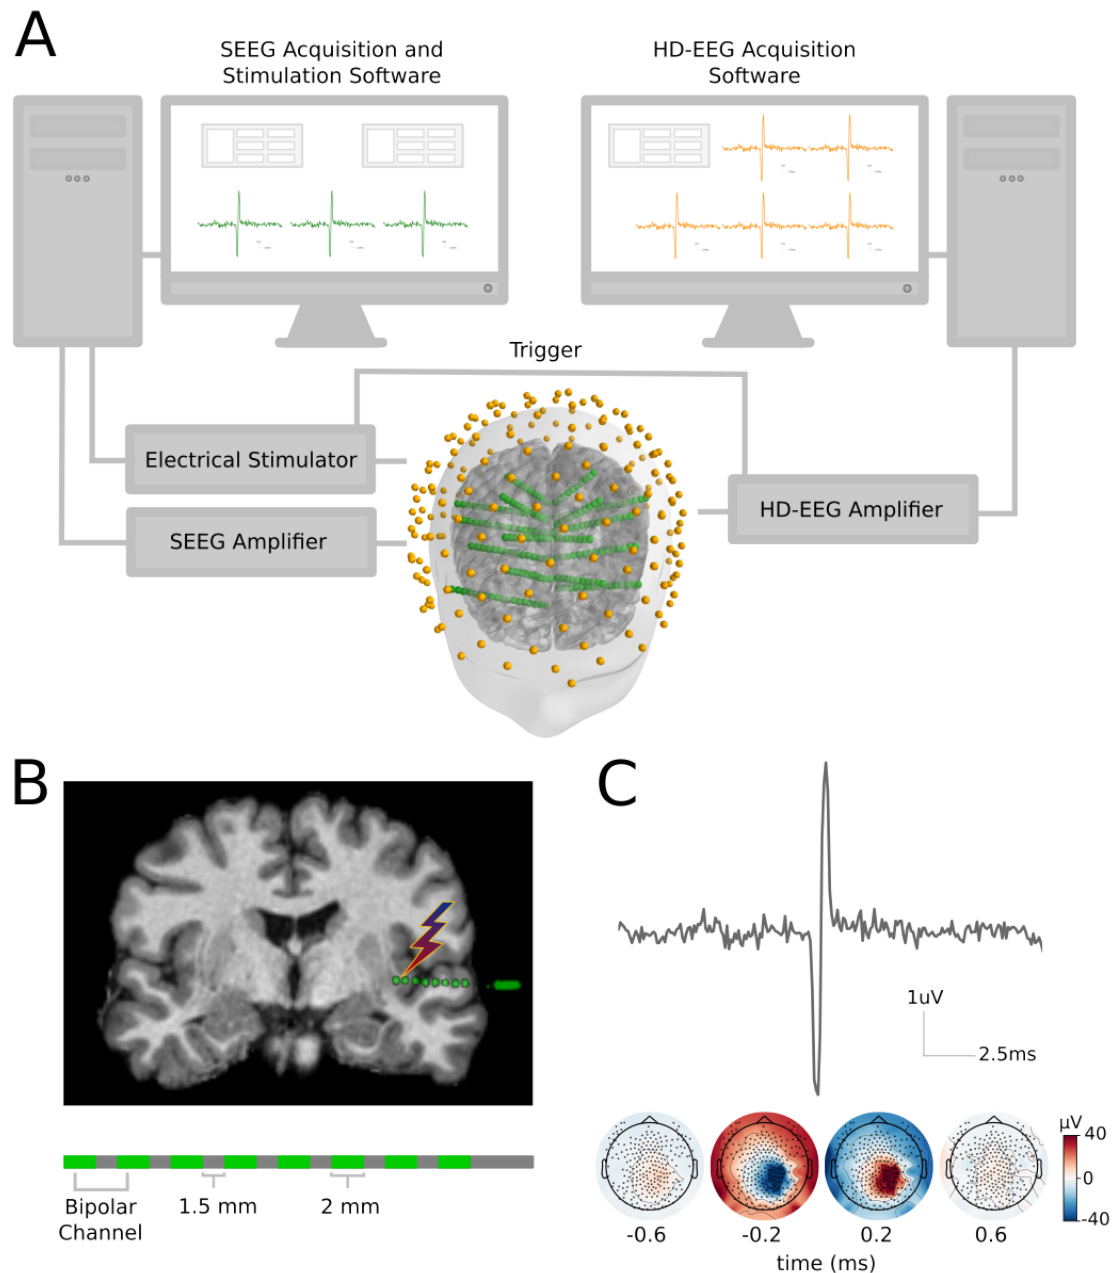 A
SEEG Acquisition and
Stimulation Software
HD-EEG Acquisition
Software
Trigger
Electrical Stimulator
SEEG Amplifier
HD-EEG Amplifier
B
Bipolar
Channel
1.5 mm
2 mm
C
1uV
2.5ms
µV
40
0
-40
-0.6
-0.2
0.2
0.6
time (ms)